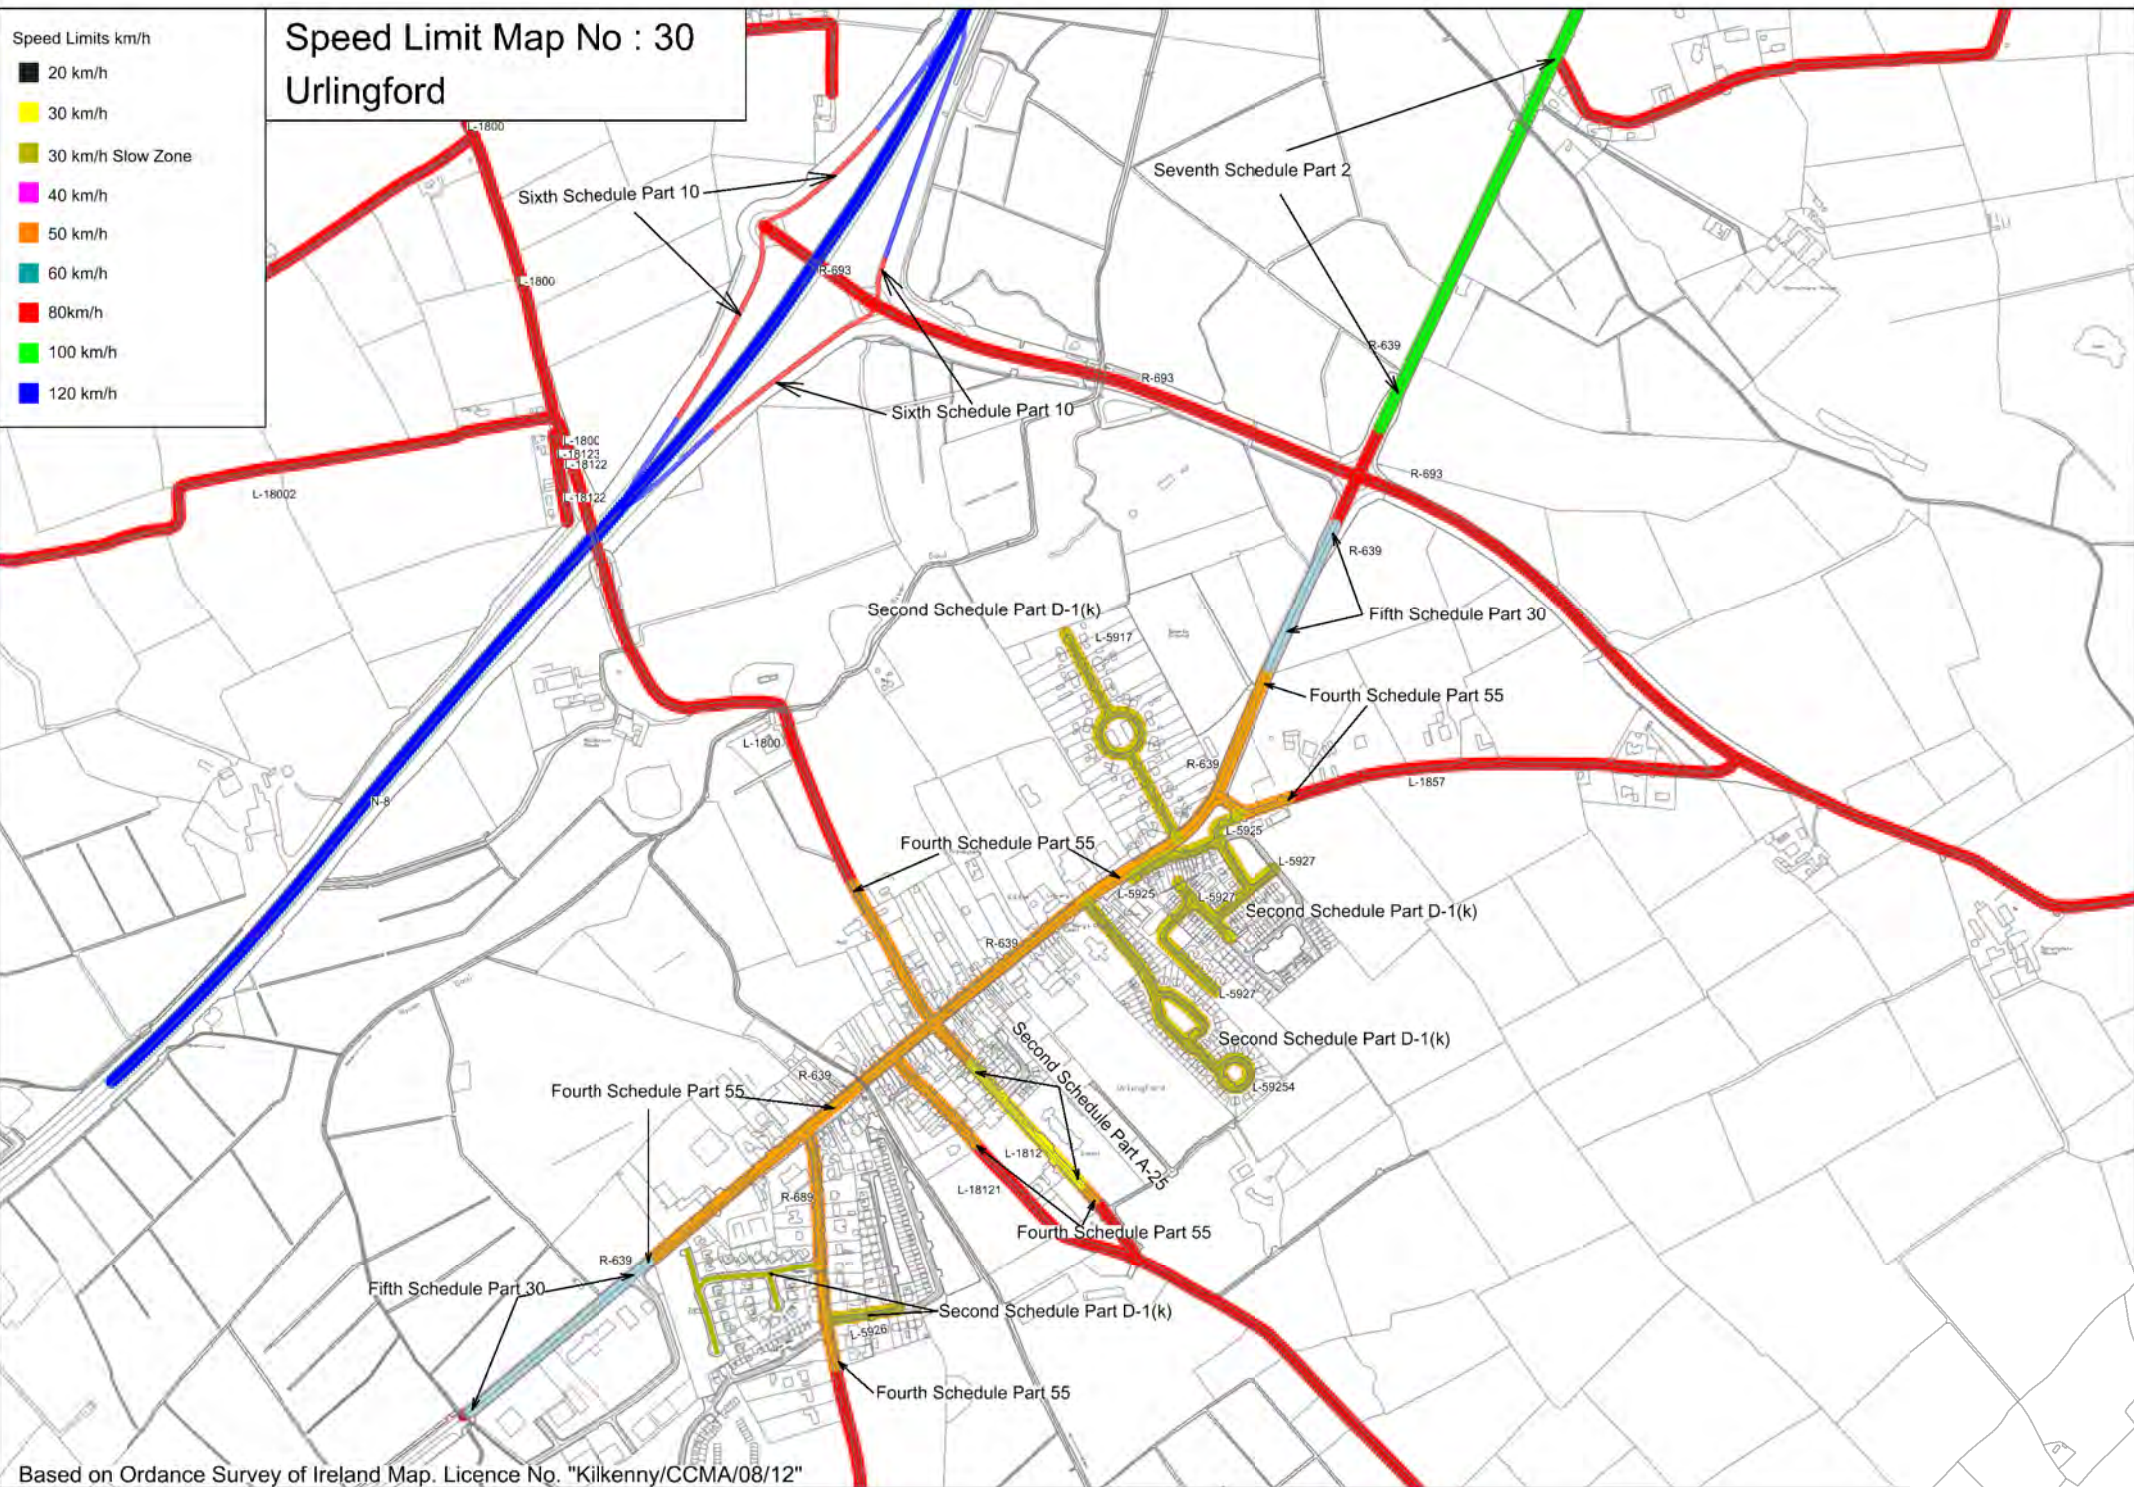 Speed Limit Map No : 30
Urlingford
Speed Limits km/h
20 km/h
30 km/h
30 km/h Slow Zone
40 km/h
50 km/h
60 km/h
80km/h
100 km/h
120 km/h
L-1800
Seventh Schedule Part 2
Sixth Schedule Part 10
R-693
L-1800
R-639
R-693
Sixth Schedule Part 10
L-1800
L-18123
L-18122
R-693
L-18002
L-18122
R-639
Second Schedule Part D-1(k)
Fifth Schedule Part 30
L-5917
Fourth Schedule Part 55
L-1800
R-639
L-1857
N-8
L-5925
Fourth Schedule Part 55
L-5927
L-5925
L-5927
Second Schedule Part D-1(k)
R-639
L-5927
Second Schedule Part D-1(k)
Second Schedule Part A-25
R-639
Urlingford
L-59254
Fourth Schedule Part 55
L-1812
L-18121
R-689
Fourth Schedule Part 55
R-639
Fifth Schedule Part 30
Second Schedule Part D-1(k)
L-5926
Fourth Schedule Part 55
Based on Ordance Survey of Ireland Map. Licence No. "Kilkenny/CCMA/08/12"